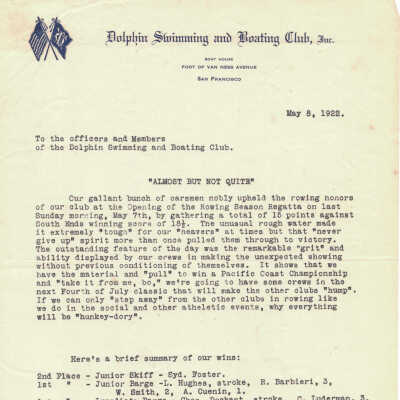 Dolphin Swimming and Boating Club, Inc.
BOAT HOUSE
FOOT OF VAN NESS AVENUE
SAN FRANCISCO
May 8, 1922.
To the officers and Members
of the Dolphin Swimming and Boating Club.
"ALMOST BUT NOT QUITE"
Our gallant bunch of oarsmen nobly upheld the rowing honors
of our club at the Opening of the Rowing Season Regatta on last
Sunday morning, May 7th, by gathering a total of 15 points against
South Ends winning score of 18½. The unusual rough water made
it extremely "tough" for our "heavers" at times but that "never
give up" spirit more than once pulled them through to victory.
The outstanding feature of the day was the remarkable "grit" and
ability displayed by our crews in making the unexpected showing
without previous conditioning of themselves. It shows that we
have the material and "pull" to win a Pacific Coast Championship
and "take it from me, bo," we're going to have some crews in the
next Fourth of July classic that will make the other clubs "hump".
If we can only "step away" from the other clubs in rowing like
we do in the social and other atheletic events, why everything
will be "hunkey-dory".
Here's a brief summary of our wins:
2nd Place - Junior Skiff - Syd. Foster.
1st " - Junior Barge -L. Hughes, stroke, R. Barbieri, 3,
W. Smith, 2, A. Cuenin, 1.
stroke, C. Luderman, 3